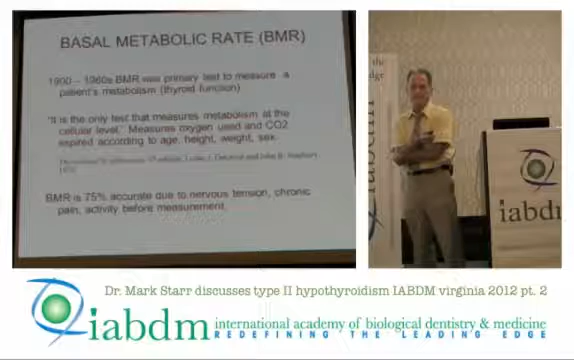 BASAL METABOLIC RATE (BMR)
1900 – 1960s BMR was primary test to measure a
patient's metabolism (thyroid function)
"It is the only test that measures metabolism at the
cellular level." Measures oxygen used and CO2
expired according to age, height, weight, sex.
BMR is 75% accurate due to nervous tension, chronic
pain, activity before measurement.
the
dge
iabdm
iabdm
Dr. Mark Starr discusses type II hypothyroidism IABDM virginia 2012 pt. 2
iabdm international academy of biological dentistry & medicine
REDEFINING THE LEADING EDGE